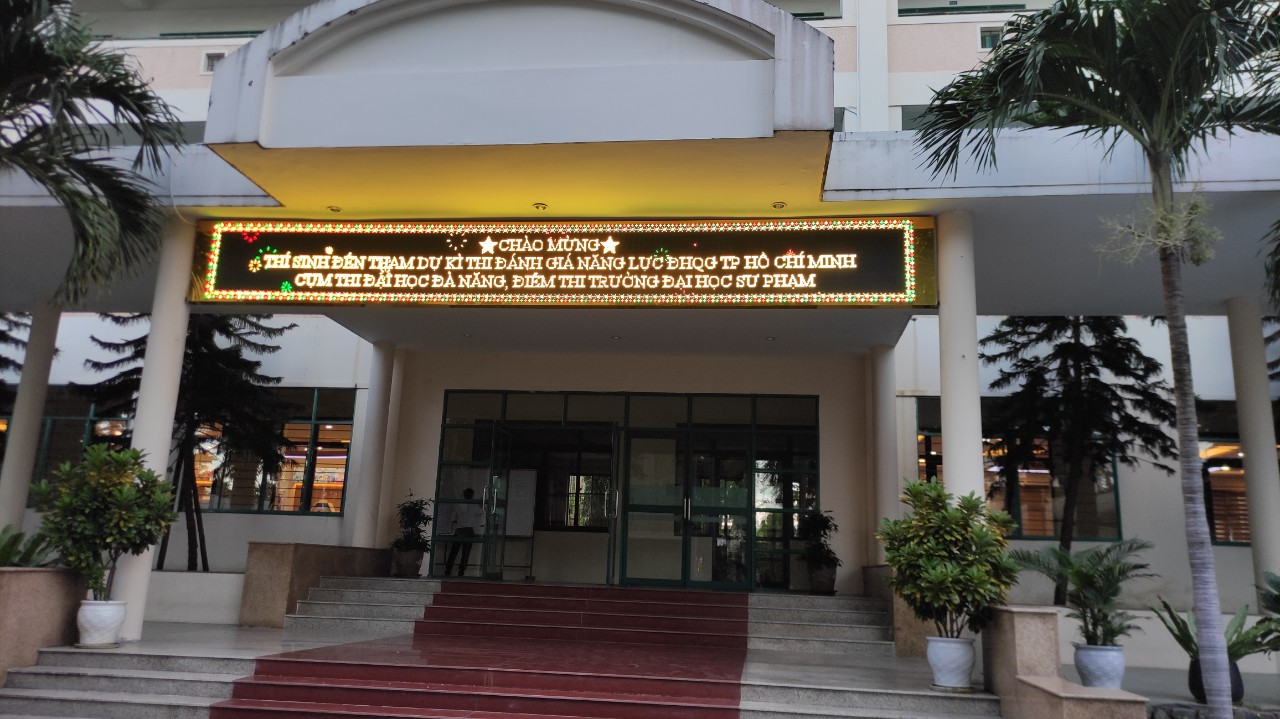 ★CHÀO MỪNG★
THÍ SINH ĐẾN THAM DỰ KÌ THI ĐÁNH GIÁ NĂNG LỰC ĐHQG TP HỒ CHÍ MINH
CỤM THI ĐẠI HỌC ĐÀ NẴNG, ĐIỂM THI TRƯỜNG ĐẠI HỌC SƯ PHẠM